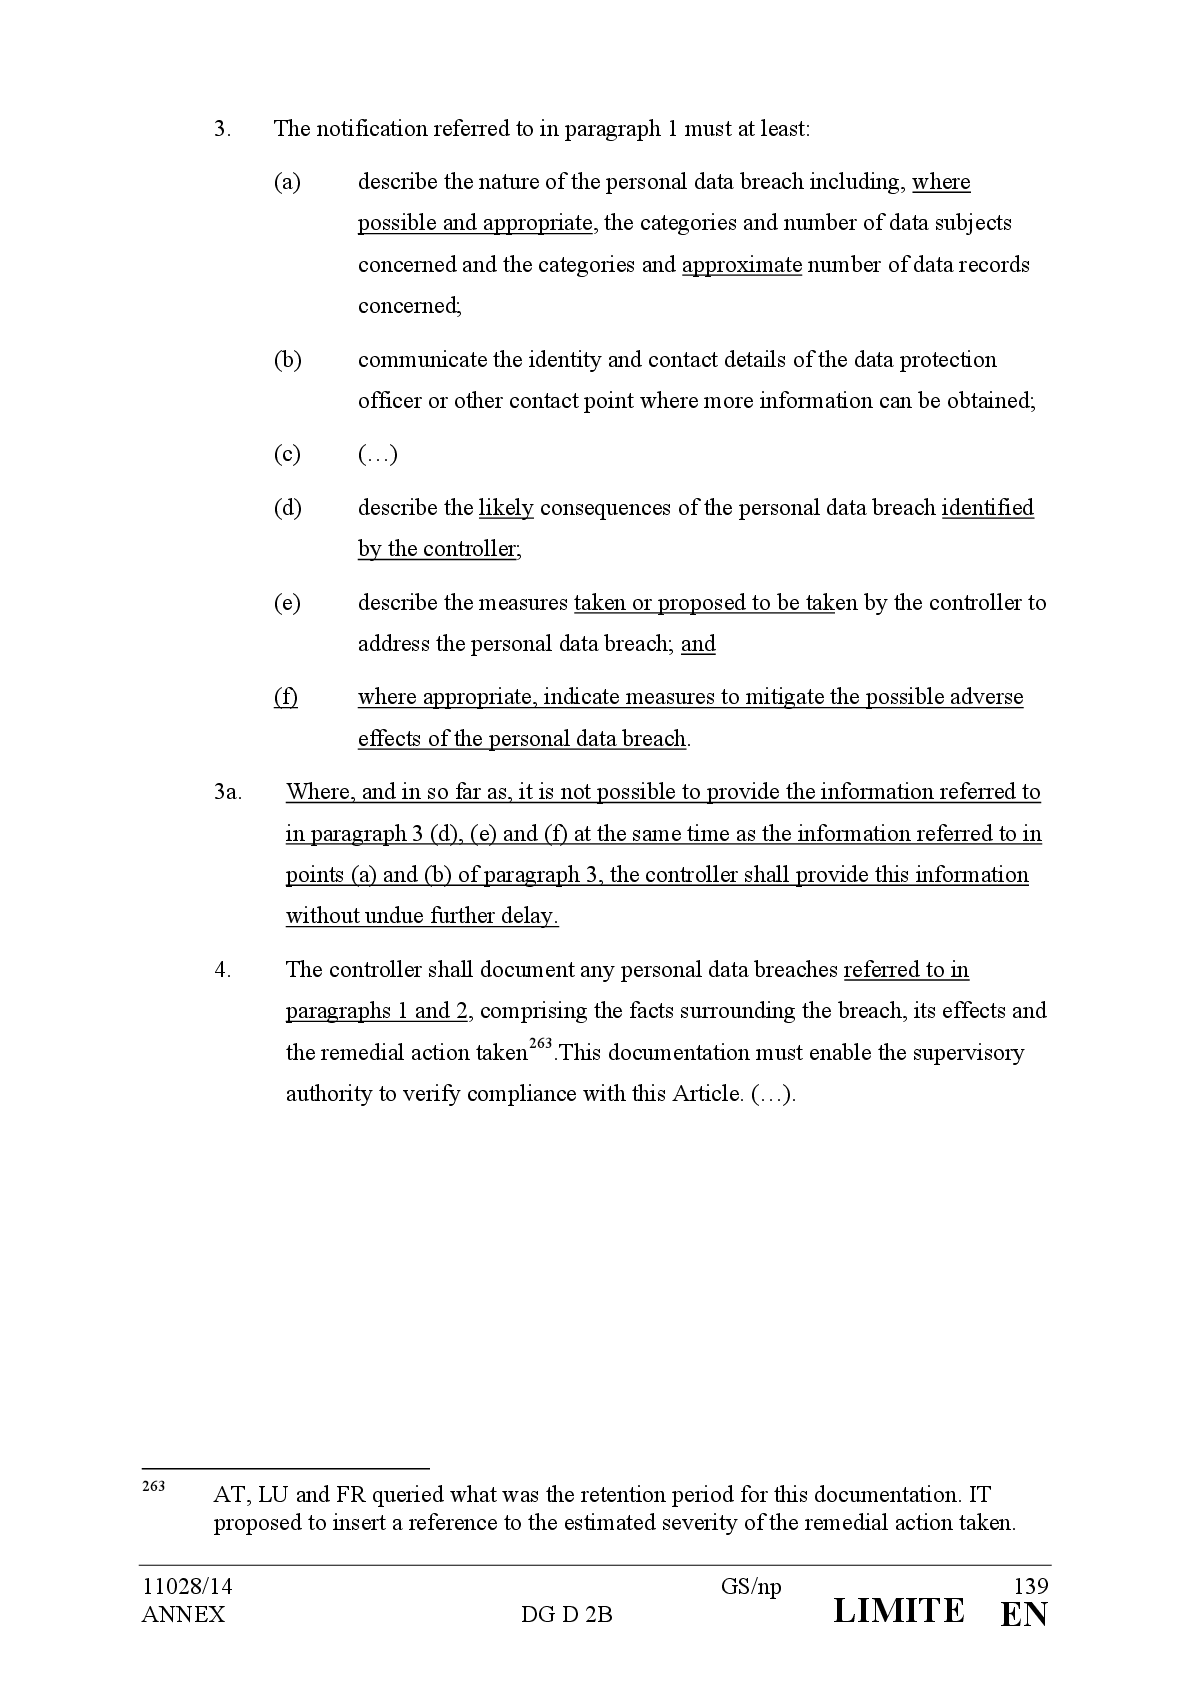 3. The notification referred to in paragraph 1 must at least:
(a) describe the nature of the personal data breach including, where
possible and appropriate, the categories and number of data subjects
concerned and the categories and approximate number of data records
concerned;
(b) communicate the identity and contact details of the data protection
officer or other contact point where more information can be obtained;
(c) (…)
(d) describe the likely consequences of the personal data breach identified
by the controller;
(e) describe the measures taken or proposed to be taken by the controller to
address the personal data breach; and
(f) where appropriate, indicate measures to mitigate the possible adverse
effects of the personal data breach.
3a. Where, and in so far as, it is not possible to provide the information referred to
in paragraph 3 (d), (e) and (f) at the same time as the information referred to in
points (a) and (b) of paragraph 3, the controller shall provide this information
without undue further delay.
4. The controller shall document any personal data breaches referred to in
paragraphs 1 and 2, comprising the facts surrounding the breach, its effects and
the remedial action taken263.This documentation must enable the supervisory
authority to verify compliance with this Article. (…).
263 AT, LU and FR queried what was the retention period for this documentation. IT
proposed to insert a reference to the estimated severity of the remedial action taken.
11028/14 GS/np 139
ANNEX DG D 2B LIMITE EN